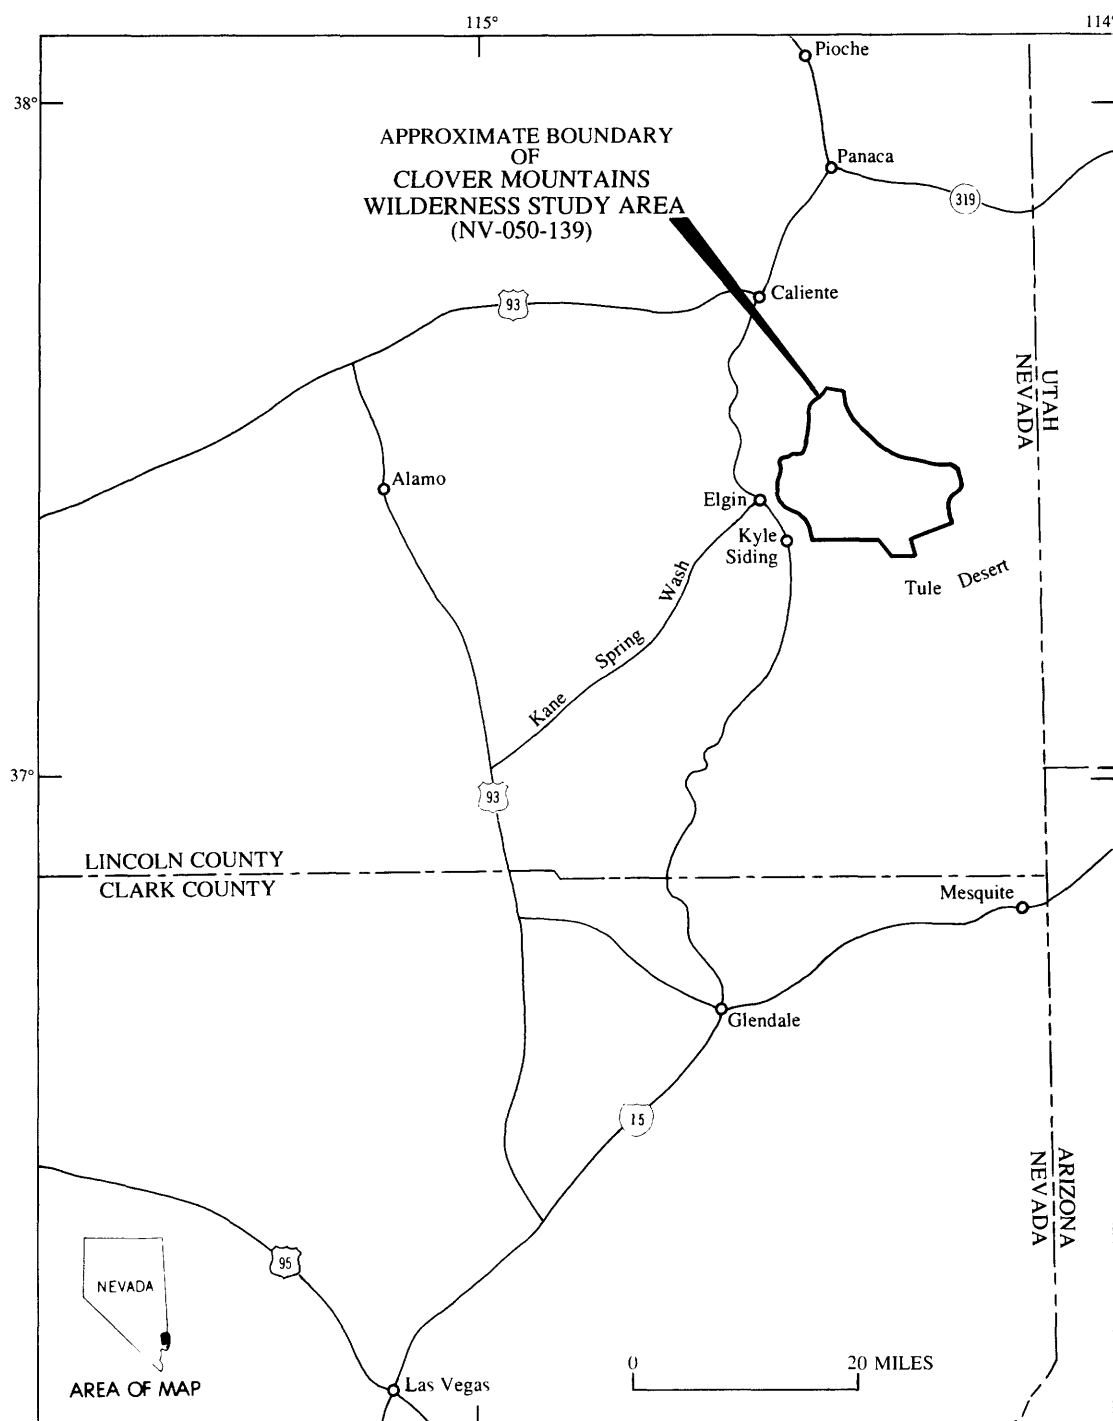 115°
114°
Pioche
38°
APPROXIMATE BOUNDARY
OF
CLOVER MOUNTAINS
WILDERNESS STUDY AREA
(NV-050-139)
Panaca
319
Caliente
93
UTAH
NEVADA
Alamo
Elgin
Kyle
Siding
Tule Desert
Kane Spring Wash
37°
93
LINCOLN COUNTY
CLARK COUNTY
Mesquite
Glendale
15
ARIZONA
NEVADA
95
NEVADA
AREA OF MAP
Las Vegas
0 20 MILES